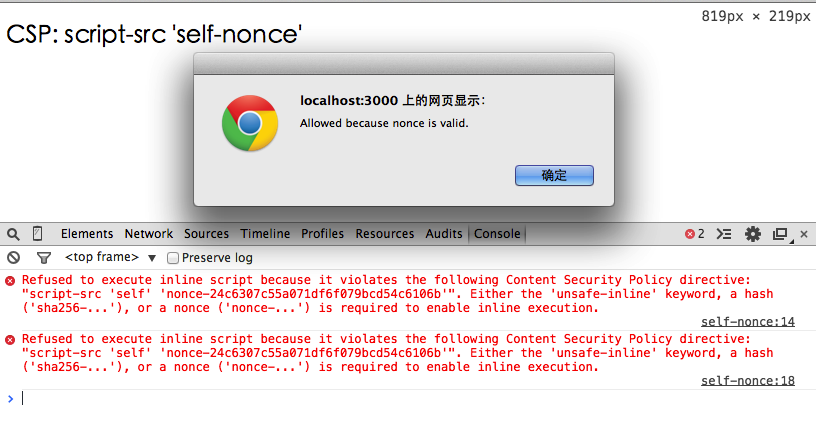 819px × 219px
CSP: script-src 'self-nonce'
localhost:3000 上的网页显示：
Allowed because nonce is valid.
确定
Elements Network Sources Timeline Profiles Resources Audits Console 2
<top frame> Preserve log
Refused to execute inline script because it violates the following Content Security Policy directive:
"script-src 'self' 'nonce-24c6307c55a071df6f079bcd54c6106b'". Either the 'unsafe-inline' keyword, a hash
('sha256-...'), or a nonce ('nonce-...') is required to enable inline execution.
self-nonce:14
Refused to execute inline script because it violates the following Content Security Policy directive:
"script-src 'self' 'nonce-24c6307c55a071df6f079bcd54c6106b'". Either the 'unsafe-inline' keyword, a hash
('sha256-...'), or a nonce ('nonce-...') is required to enable inline execution.
self-nonce:18